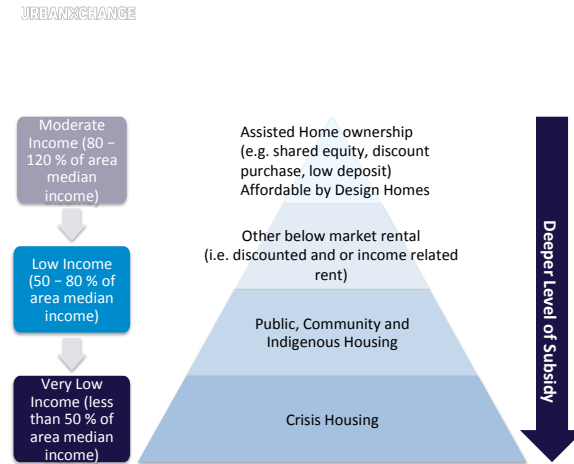 URBANXCHANGE
Moderate
Income (80 –
120 % of area
median
income)
Low Income
(50 – 80 % of
area median
income)
Very Low
Income (less
than 50 % of
area median
income)
Assisted Home ownership
(e.g. shared equity, discount
purchase, low deposit)
Affordable by Design Homes
Other below market rental
(i.e. discounted and or income related
rent)
Public, Community and
Indigenous Housing
Crisis Housing
Deeper Level of Subsidy